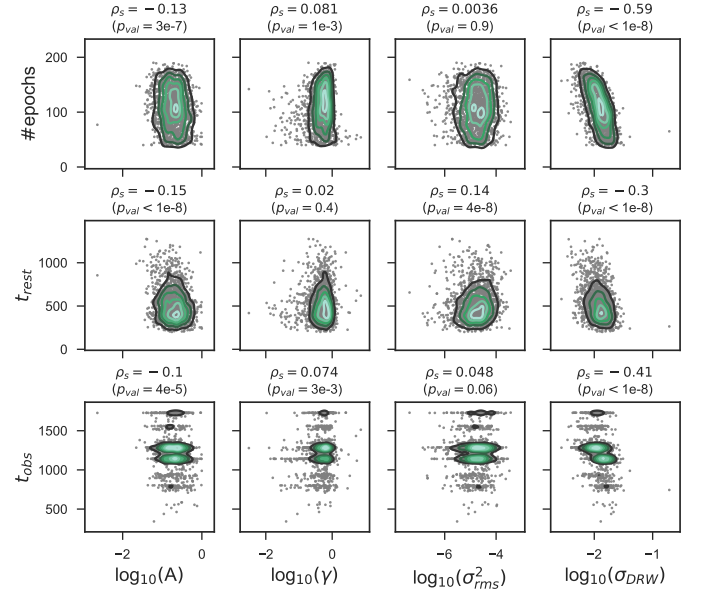 ρs = − 0.13 ρs = 0.081 ρs = 0.0036 ρs = − 0.59
(pval = 3e-7) (pval = 1e-3) (pval = 0.9) (pval < 1e-8)
200
100
0
#epochs
ρs = − 0.15 ρs = 0.02 ρs = 0.14 ρs = − 0.3
(pval < 1e-8) (pval = 0.4) (pval = 4e-8) (pval < 1e-8)
1000
500
0
trest
ρs = − 0.1 ρs = 0.074 ρs = 0.048 ρs = − 0.41
(pval = 4e-5) (pval = 3e-3) (pval = 0.06) (pval < 1e-8)
1500
1000
500
tobs
−2 0 −2 0 −6 −4 −2 −1
log10(A) log10(γ) log10(σ²rms) log10(σDRW)